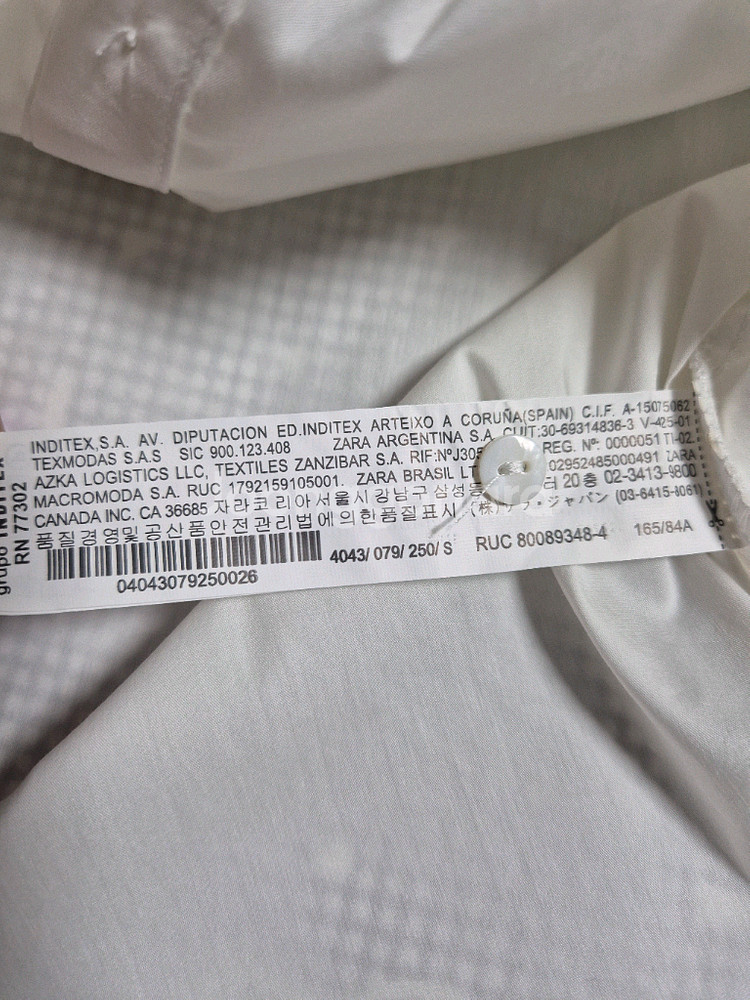 grupo INDITEX
RN 77302
INDITEX,S.A. AV. DIPUTACION ED.INDITEX ARTEIXO A CORUÑA(SPAIN) C.I.F. A-15075062
TEXMODAS S.A.S SIC 900.123.408 ZARA ARGENTINA S.A. CUIT:30-69314836-3 V-425-01
AZKA LOGISTICS LLC, TEXTILES ZANZIBAR S.A. RIF:NºJ305 REG. Nº: 0000051 TI-02.
MACROMODA S.A. RUC 1792159105001. ZARA BRASIL LT 02952485000491 ZARA
CANADA INC. CA 36685 자라코리아서울시강남구삼성동 터 20층 02-3413-9800
품질경영및공산품안전관리법에의한품질표시 (株)ザラ・ジャパン (03-6415-8061)
04043079250026
4043/ 079/ 250/ S RUC 80089348-4 165/84A